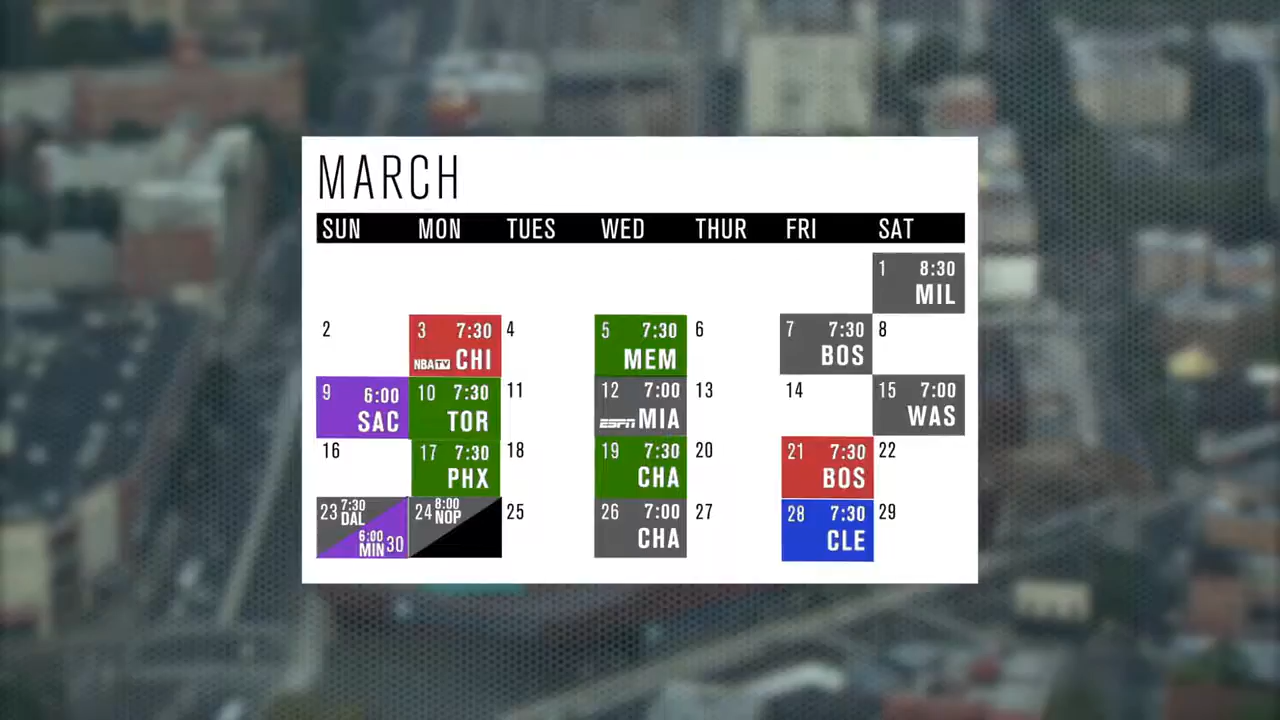 MARCH
SUN MON TUES WED THUR FRI SAT
1 8:30
MIL
2 3 7:30 4 5 7:30 6 7 7:30 8
NBA TV CHI MEM BOS
9 6:00 10 7:30 11 12 7:00 13 14 15 7:00
SAC TOR ESPN MIA WAS
16 17 7:30 18 19 7:30 20 21 7:30 22
PHX CHA BOS
23 7:30 24 8:00 25 26 7:00 27 28 7:30 29
DAL NOP CHA CLE
6:00
MIN 30